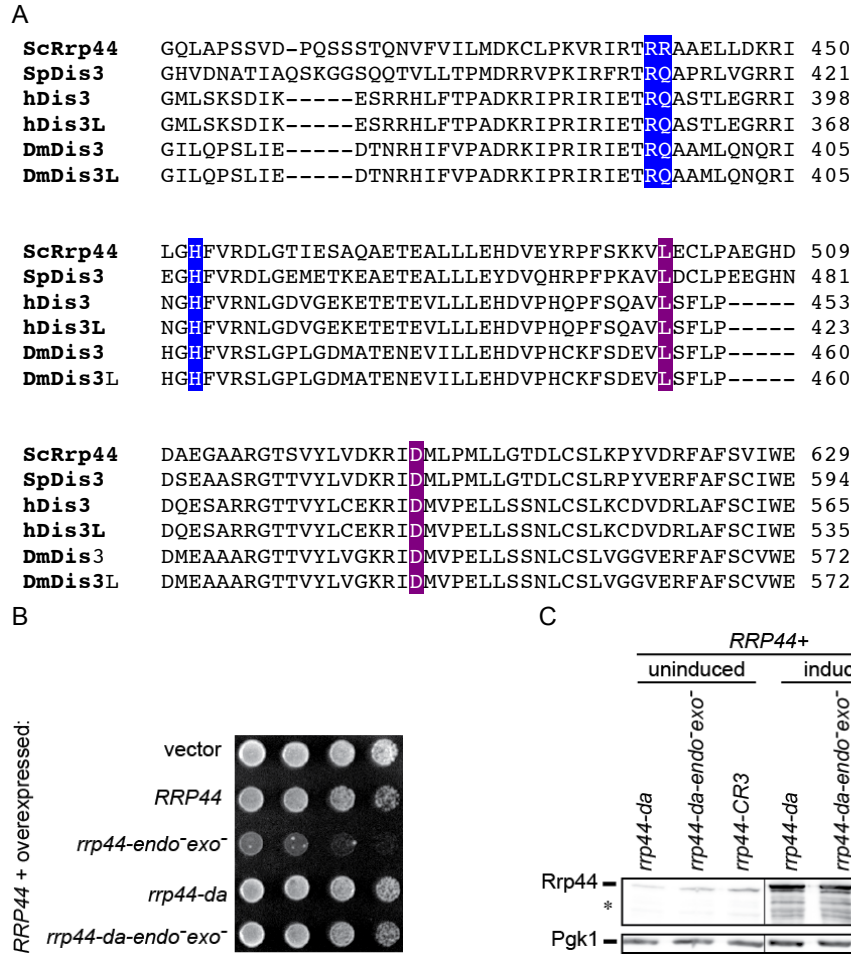 A
ScRrp44 GQLAPSSVD-PQSSSTQNVFVILMDKCLPKVRIRTRRAAELLDKRI 450
SpDis3 GHVDNATIAQSKGGSQQTVLLTPMDRRVPKIRFRTRQAPRLVGRRI 421
hDis3 GMLSKSDIK-----ESRRHLFTPADKRIPRIRIETRQASTLEGRRI 398
hDis3L GMLSKSDIK-----ESRRHLFTPADKRIPRIRIETRQASTLEGRRI 368
DmDis3 GILQPSLIE-----DTNRHIFVPADRKIPRIRIETRQAAMLQNQRI 405
DmDis3L GILQPSLIE-----DTNRHIFVPADRKIPRIRIETRQAAMLQNQRI 405
ScRrp44 LGHFVRDLGTIESAQAETEALLLEHDVEYRPFSKKVLECLPAEGHD 509
SpDis3 EGHFVRDLGEMETKEAETEALLLEYDVQHRPFPKAVLDCLPEEGHN 481
hDis3 NGHFVRNLGDVGEKETETEVLLLEHDVPHQPFSQAVLSFLP----- 453
hDis3L NGHFVRNLGDVGEKETETEVLLLEHDVPHQPFSQAVLSFLP----- 423
DmDis3 HGHFVRSLGPLGDMATENEVILLEHDVPHCKFSDEVLSFLP----- 460
DmDis3L HGHFVRSLGPLGDMATENEVILLEHDVPHCKFSDEVLSFLP----- 460
ScRrp44 DAEGAARGTSVYLVDKRIDMLPMLLGTDLCSLKPYVDRFAFSVIWE 629
SpDis3 DSEAASRGTTVYLVDKRIDMLPMLLGTDLCSLRPYVERFAFSCIWE 594
hDis3 DQESARRGTTVYLCEKRIDMVPELLSSNLCSLKCDVDRLAFSCIWE 565
hDis3L DQESARRGTTVYLCEKRIDMVPELLSSNLCSLKCDVDRLAFSCIWE 535
DmDis3 DMEAAARGTTVYLVGKRIDMVPELLSSNLCSLVGGVERFAFSCVWE 572
DmDis3L DMEAAARGTTVYLVGKRIDMVPELLSSNLCSLVGGVERFAFSCVWE 572
B
RRP44 + overexpressed:
vector
RRP44
rrp44-endo⁻exo⁻
rrp44-da
rrp44-da-endo⁻exo⁻
C
RRP44+
uninduced induc
rrp44-da
rrp44-da-endo⁻exo⁻
rrp44-CR3
rrp44-da
rrp44-da-endo⁻exo⁻
Rrp44
*
Pgk1